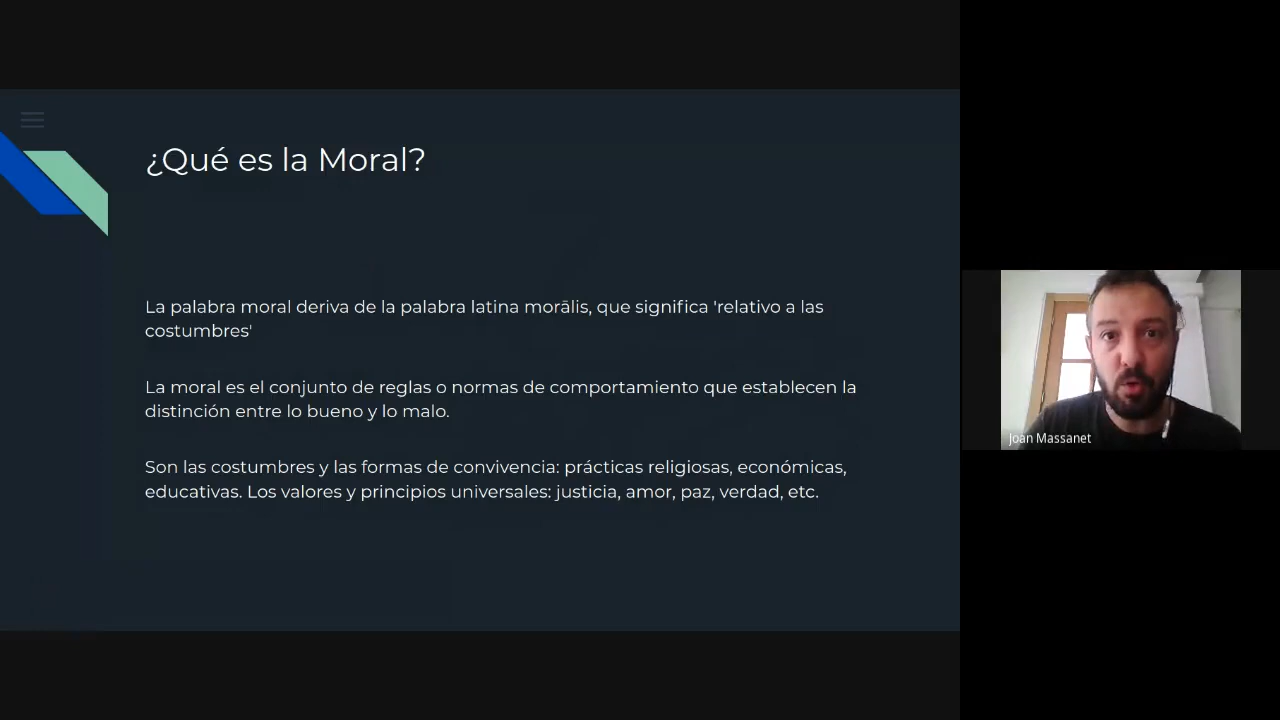 ¿Qué es la Moral?
La palabra moral deriva de la palabra latina morālis, que significa 'relativo a las
costumbres'
La moral es el conjunto de reglas o normas de comportamiento que establecen la
distinción entre lo bueno y lo malo.
Son las costumbres y las formas de convivencia: prácticas religiosas, económicas,
educativas. Los valores y principios universales: justicia, amor, paz, verdad, etc.
Joan Massanet